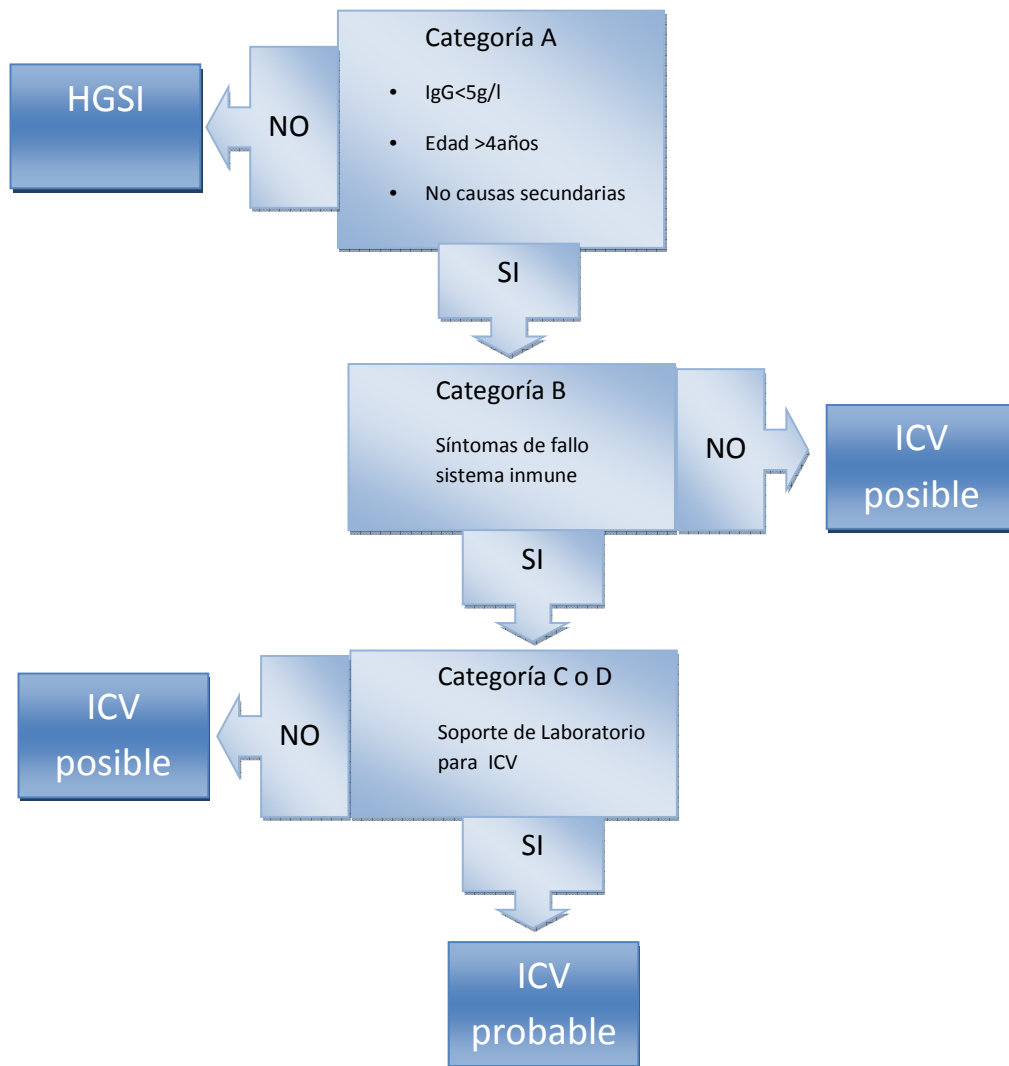 Categoría A
• IgG<5g/l
• Edad >4años
• No causas secundarias
NO
HGSI
SI
Categoría B
Síntomas de fallo
sistema inmune
NO
ICV
posible
SI
Categoría C o D
Soporte de Laboratorio
para ICV
NO
ICV
posible
SI
ICV
probable